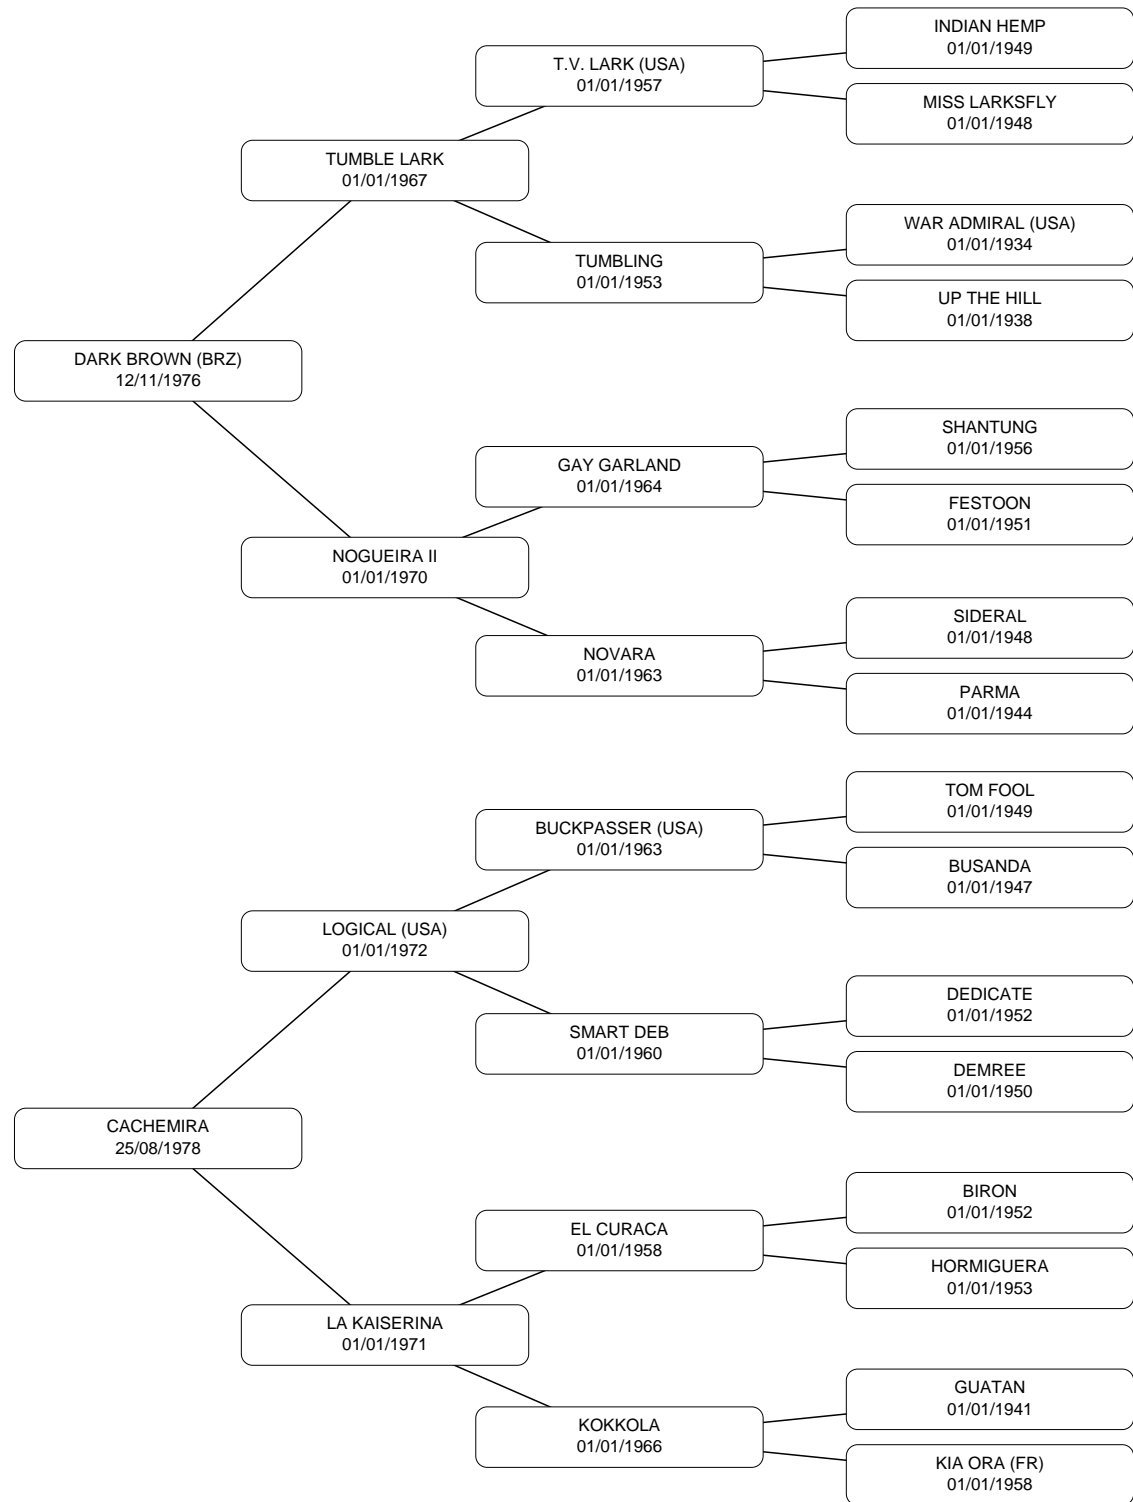 INDIAN HEMP
01/01/1949
T.V. LARK (USA)
01/01/1957
MISS LARKSFLY
01/01/1948
TUMBLE LARK
01/01/1967
WAR ADMIRAL (USA)
01/01/1934
TUMBLING
01/01/1953
UP THE HILL
01/01/1938
DARK BROWN (BRZ)
12/11/1976
SHANTUNG
01/01/1956
GAY GARLAND
01/01/1964
FESTOON
01/01/1951
NOGUEIRA II
01/01/1970
SIDERAL
01/01/1948
NOVARA
01/01/1963
PARMA
01/01/1944
TOM FOOL
01/01/1949
BUCKPASSER (USA)
01/01/1963
BUSANDA
01/01/1947
LOGICAL (USA)
01/01/1972
DEDICATE
01/01/1952
SMART DEB
01/01/1960
DEMREE
01/01/1950
CACHEMIRA
25/08/1978
BIRON
01/01/1952
EL CURACA
01/01/1958
HORMIGUERA
01/01/1953
LA KAISERINA
01/01/1971
GUATAN
01/01/1941
KOKKOLA
01/01/1966
KIA ORA (FR)
01/01/1958